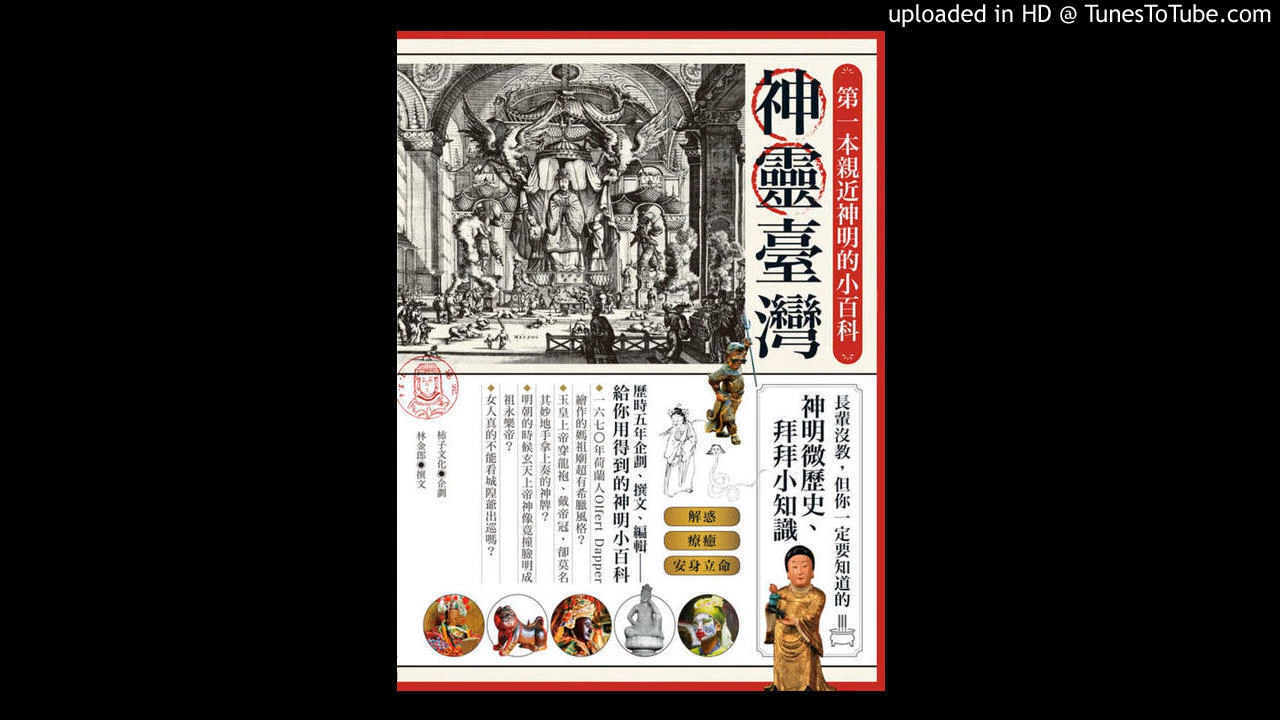 uploaded in HD @ TunesToTube.com
第一本親近神明的小百科
神靈臺灣
長輩沒教，但你一定要知道的
神明微歷史、
拜拜小知識
解惑
療癒
安身立命
歷時五年企劃、撰文、編輯——
給你用得到的神明小百科
◆一六七〇年荷蘭人Olfert Dapper
繪作的媽祖廟超有希臘風格？
◆玉皇上帝穿龍袍、戴帝冠，卻莫名
其妙地手拿上奏的神牌？
◆明朝的時候玄天上帝神像竟撞臉明成
祖永樂帝？
◆女人真的不能看城隍爺出巡嗎？
柿子文化◉企劃
林金郎◉撰文